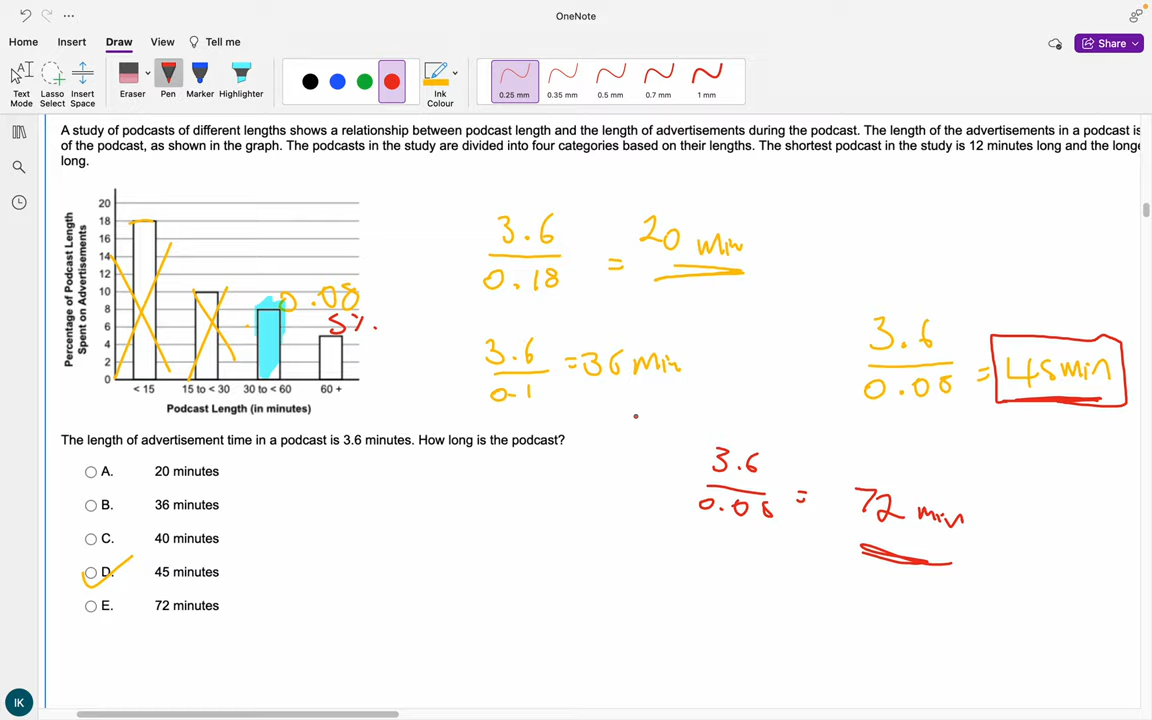 OneNote
Home Insert Draw View Tell me
Share
Text Mode
Lasso Select
Insert Space
Eraser
Pen
Marker
Highlighter
Ink Colour
0.25 mm 0.35 mm 0.5 mm 0.7 mm 1 mm
A study of podcasts of different lengths shows a relationship between podcast length and the length of advertisements during the podcast. The length of the advertisements in a podcast is
of the podcast, as shown in the graph. The podcasts in the study are divided into four categories based on their lengths. The shortest podcast in the study is 12 minutes long and the longe
long.
Percentage of Podcast Length
Spent on Advertisements
20
18
16
14
12
10
8
6
4
2
0
< 15 15 to < 30 30 to < 60 60 +
Podcast Length (in minutes)
0.08
5%.
3.6
0.18
= 20 min
3.6
0.1
= 36 min
3.6
0.08
= 45min
3.6
0.05
= 72 min
The length of advertisement time in a podcast is 3.6 minutes. How long is the podcast?
A. 20 minutes
B. 36 minutes
C. 40 minutes
D. 45 minutes
E. 72 minutes
IK